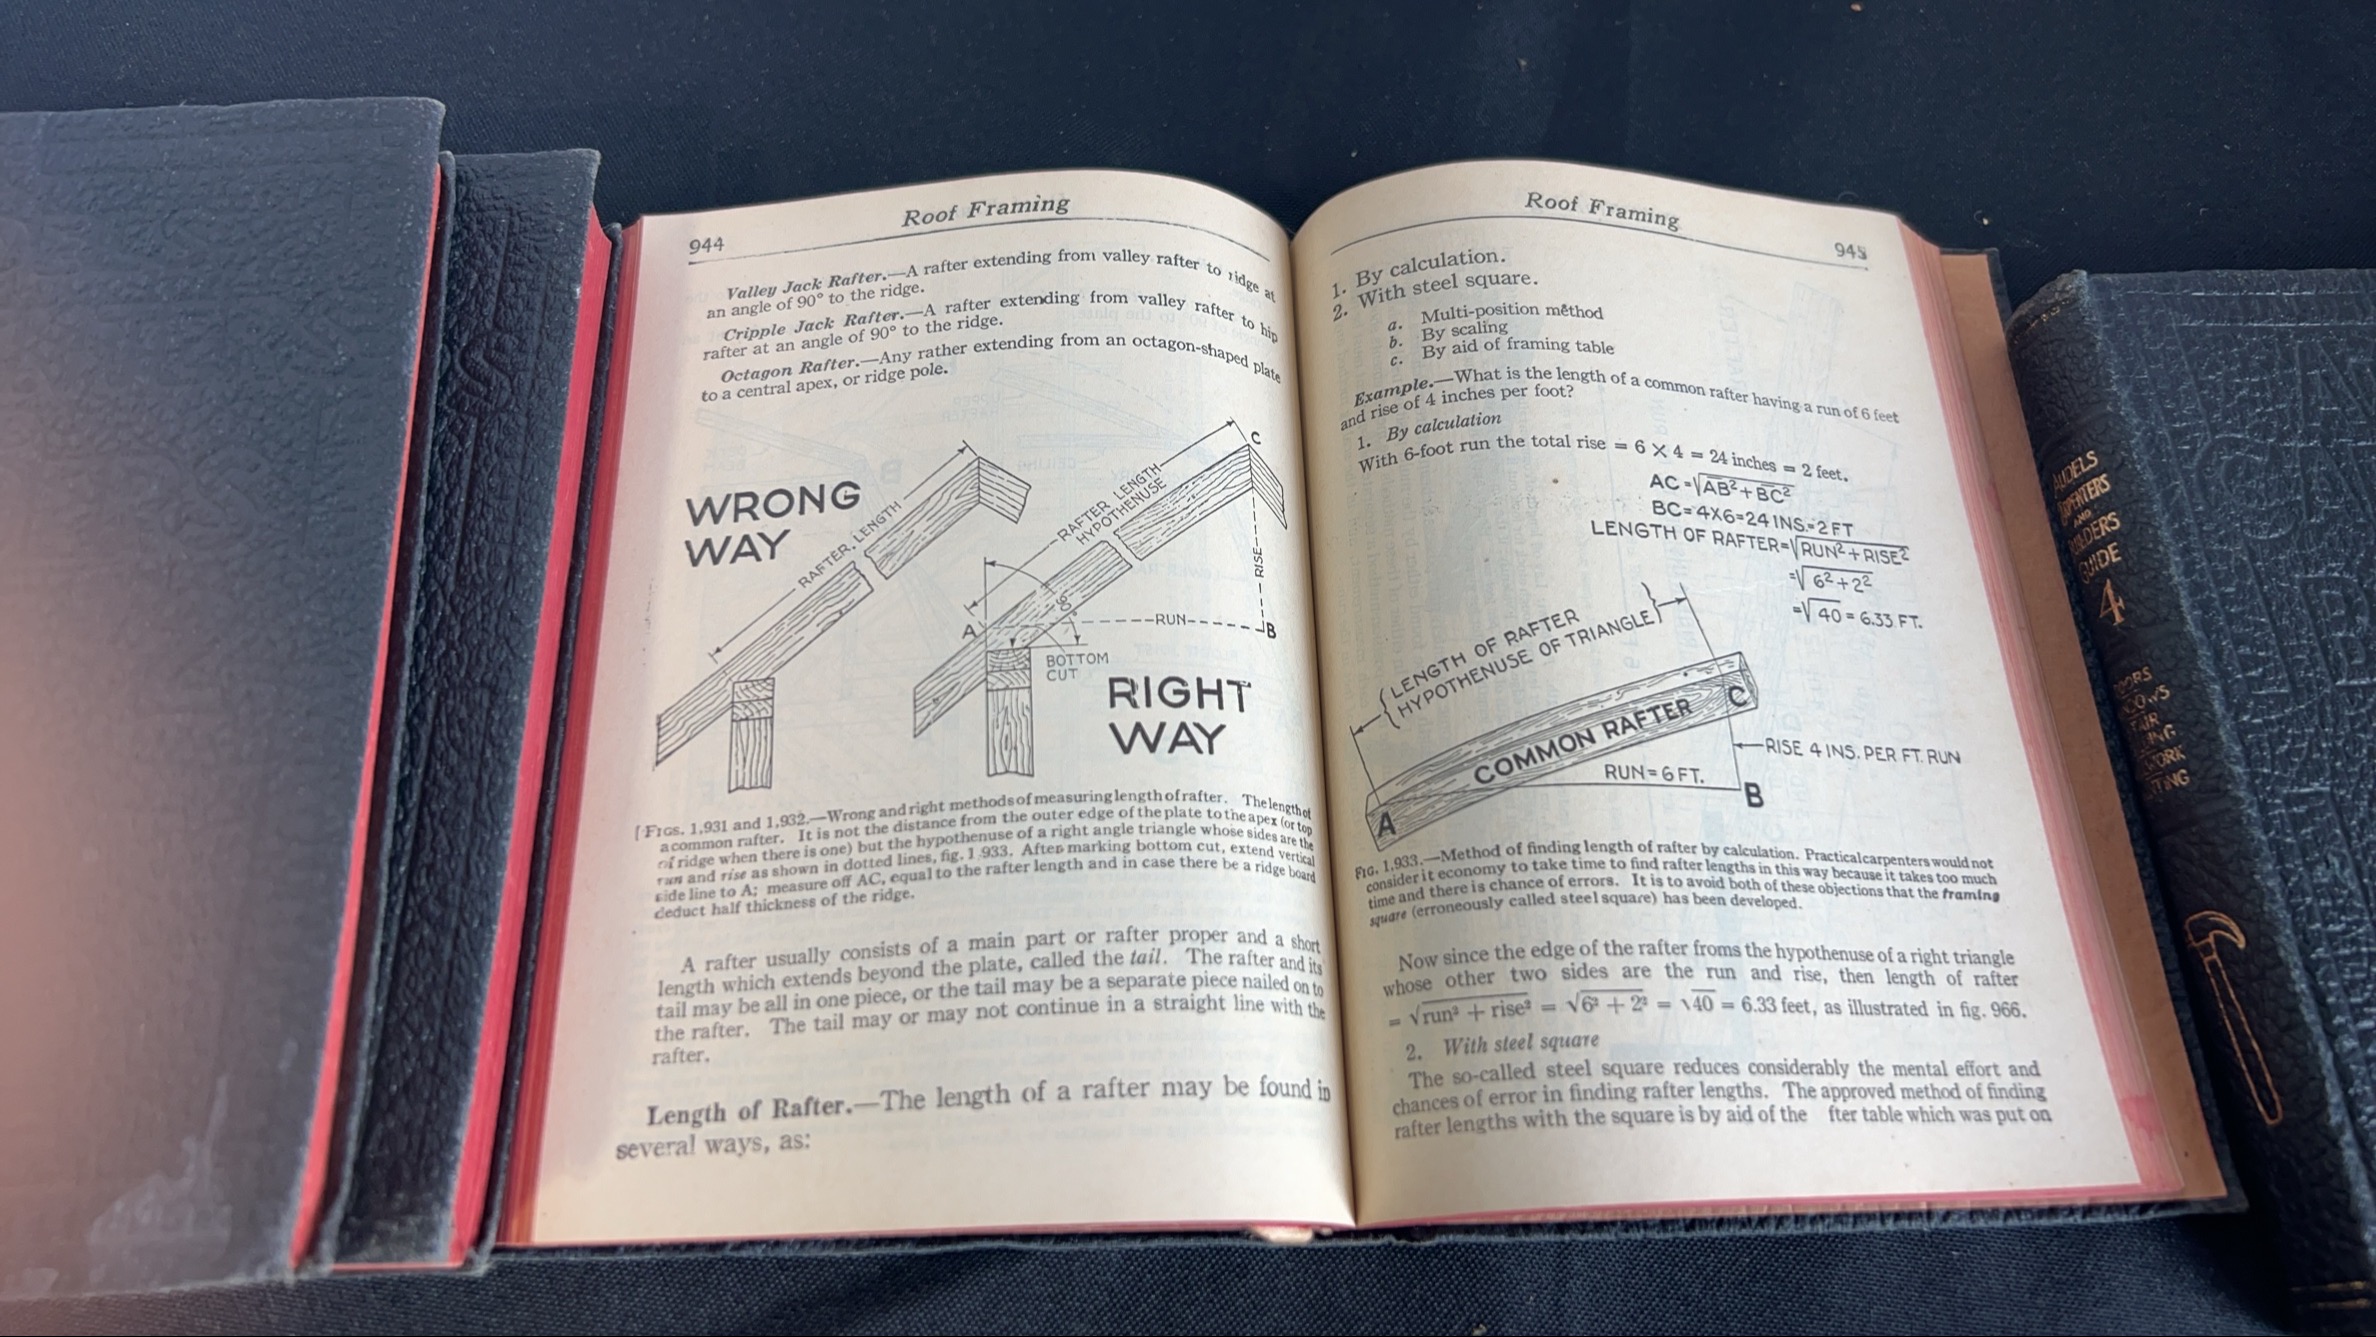 944
Roof Framing
Valley Jack Rafter.—A rafter extending from valley rafter to ridge at
an angle of 90° to the ridge.
Cripple Jack Rafter.—A rafter extending from valley rafter to hip
rafter at an angle of 90° to the ridge.
Octagon Rafter.—Any rather extending from an octagon-shaped plate
to a central apex, or ridge pole.
WRONG
WAY
RAFTER LENGTH
RAFTER LENGTH
HYPOTHENUSE
C
RISE
90°
A
RUN
B
BOTTOM
CUT
RIGHT
WAY
FIGS. 1,931 and 1,932.—Wrong and right methods of measuring length of rafter. The length of
a common rafter. It is not the distance from the outer edge of the plate to the apex (or top
of ridge when there is one) but the hypothenuse of a right angle triangle whose sides are the
run and rise as shown in dotted lines, fig. 1 933. After marking bottom cut, extend vertical
side line to A; measure off AC, equal to the rafter length and in case there be a ridge board
deduct half thickness of the ridge.
A rafter usually consists of a main part or rafter proper and a short
length which extends beyond the plate, called the tail. The rafter and its
tail may be all in one piece, or the tail may be a separate piece nailed on to
the rafter. The tail may or may not continue in a straight line with the
rafter.
Length of Rafter.—The length of a rafter may be found in
several ways, as:
Roof Framing
945
1. By calculation.
2. With steel square.
a. Multi-position method
b. By scaling
c. By aid of framing table
Example.—What is the length of a common rafter having a run of 6 feet
and rise of 4 inches per foot?
1. By calculation
With 6-foot run the total rise = 6 × 4 = 24 inches = 2 feet.
AC=√AB²+BC²
BC=4X6=24 INS.=2 FT
LENGTH OF RAFTER=√RUN²+RISE²
=√6²+2²
=√40=6.33 FT.
LENGTH OF RAFTER
HYPOTHENUSE OF TRIANGLE
COMMON RAFTER
C
RISE 4 INS. PER FT. RUN
RUN=6 FT.
B
A
FIG. 1,933.—Method of finding length of rafter by calculation. Practical carpenters would not
consider it economy to take time to find rafter lengths in this way because it takes too much
time and there is chance of errors. It is to avoid both of these objections that the framing
square (erroneously called steel square) has been developed.
Now since the edge of the rafter froms the hypothenuse of a right triangle
whose other two sides are the run and rise, then length of rafter
= √run² + rise² = √6² + 2² = √40 = 6.33 feet, as illustrated in fig. 966.
2. With steel square
The so-called steel square reduces considerably the mental effort and
chances of error in finding rafter lengths. The approved method of finding
rafter lengths with the square is by aid of the fter table which was put on
AUDELS
CARPENTERS
AND
BUILDERS
GUIDE
4